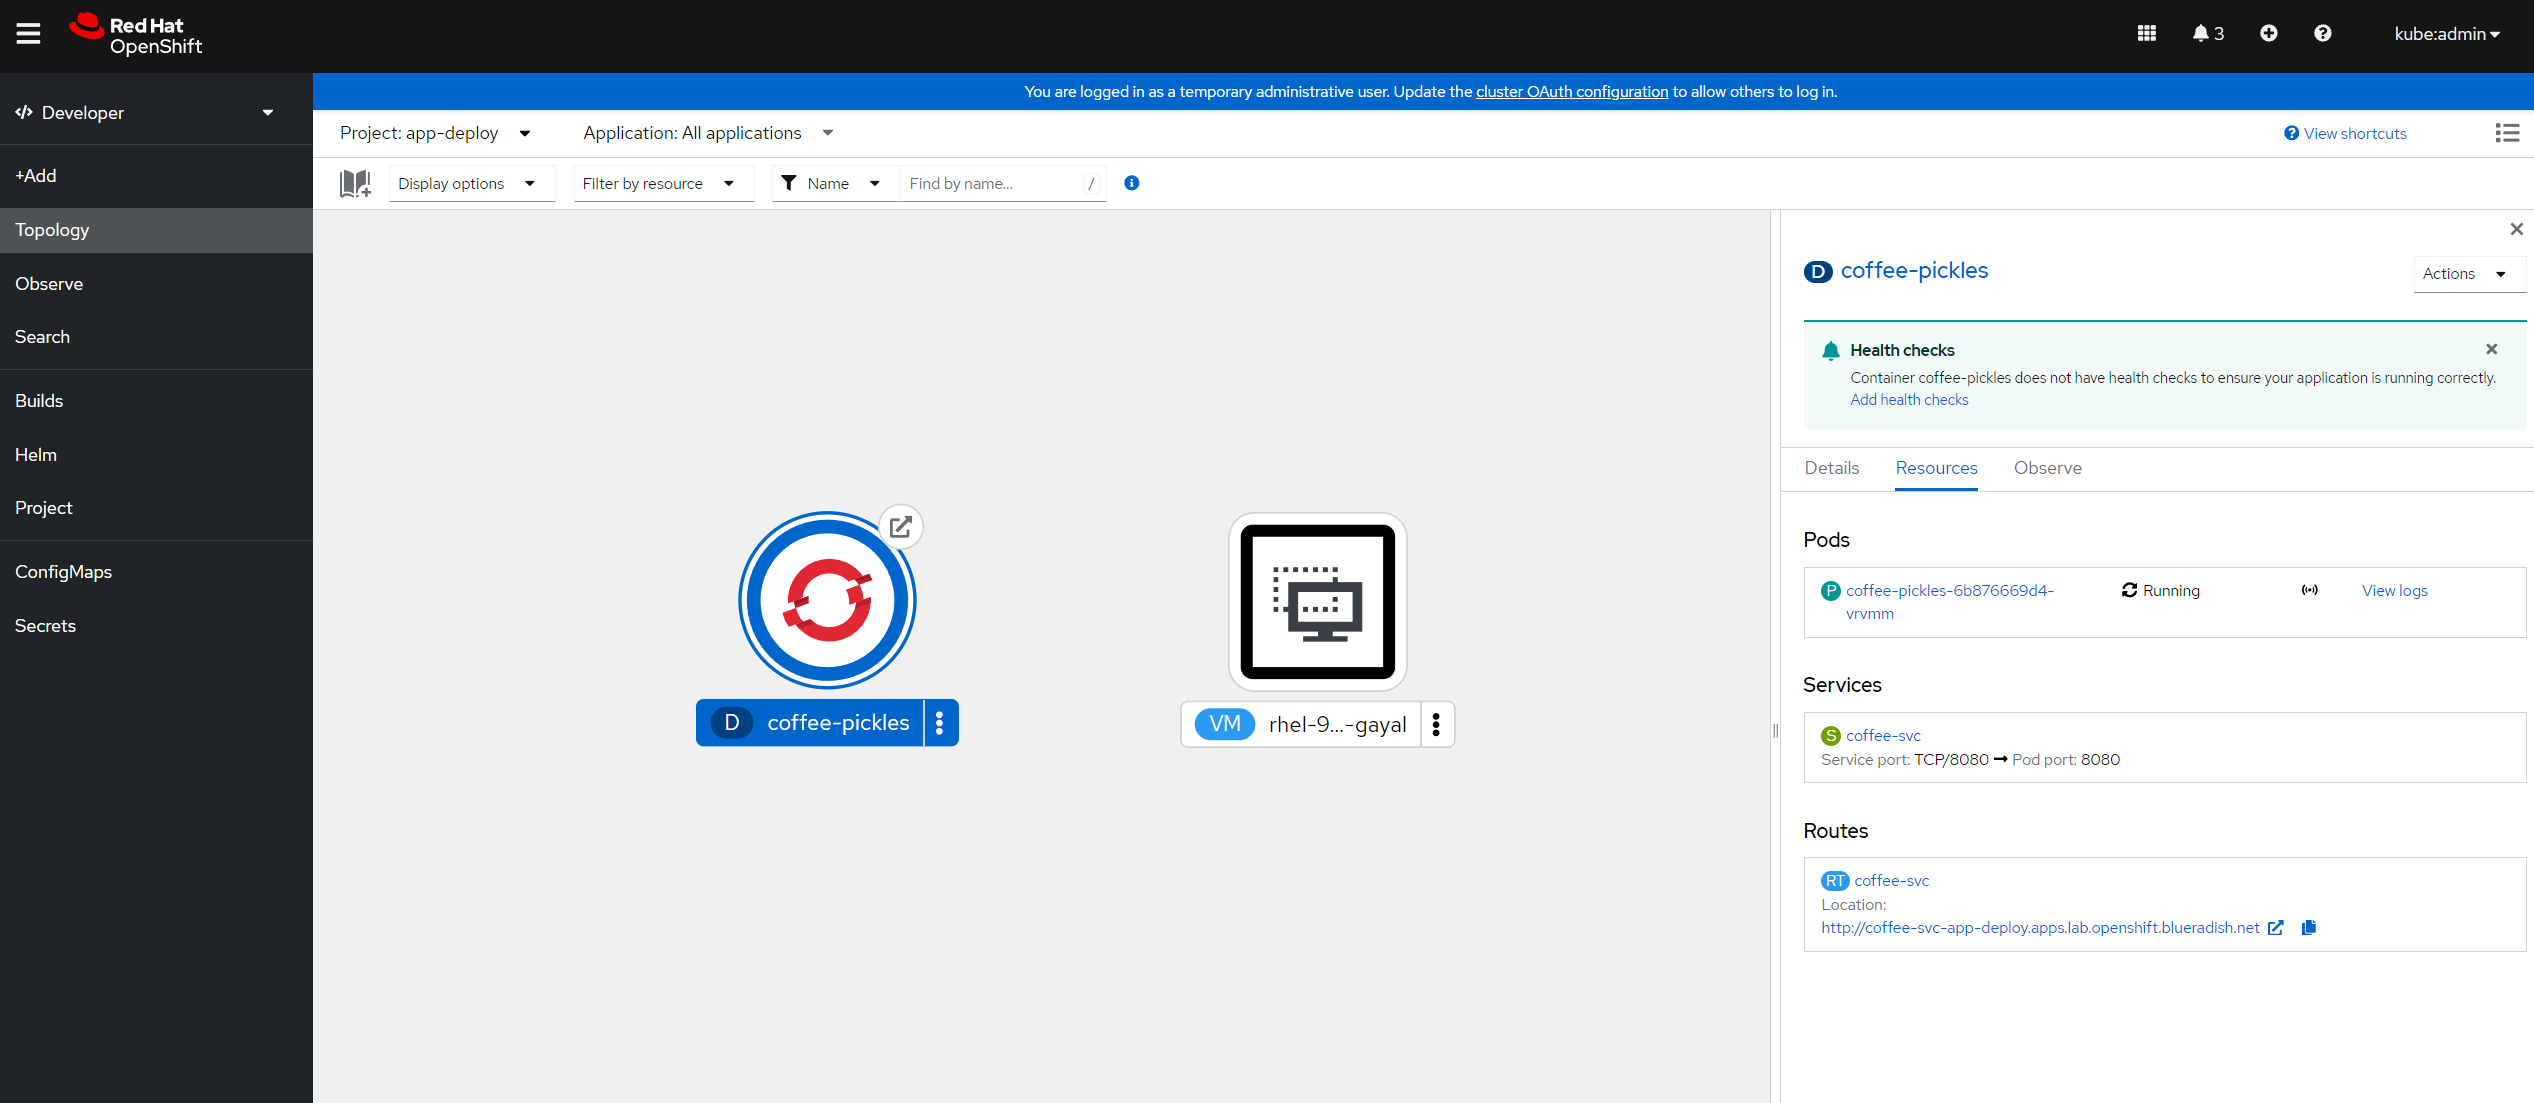 Red Hat
OpenShift
3
kube:admin
You are logged in as a temporary administrative user. Update the cluster OAuth configuration to allow others to log in.
Developer
+Add
Topology
Observe
Search
Builds
Helm
Project
ConfigMaps
Secrets
Project: app-deploy
Application: All applications
View shortcuts
Display options
Filter by resource
Name
Find by name...
/
D coffee-pickles
VM rhel-9...-gayal
D coffee-pickles
Actions
Health checks
Container coffee-pickles does not have health checks to ensure your application is running correctly.
Add health checks
Details
Resources
Observe
Pods
P coffee-pickles-6b876669d4-
vrvmm
Running
View logs
Services
S coffee-svc
Service port: TCP/8080 → Pod port: 8080
Routes
RT coffee-svc
Location:
http://coffee-svc-app-deploy.apps.lab.openshift.blueradish.net